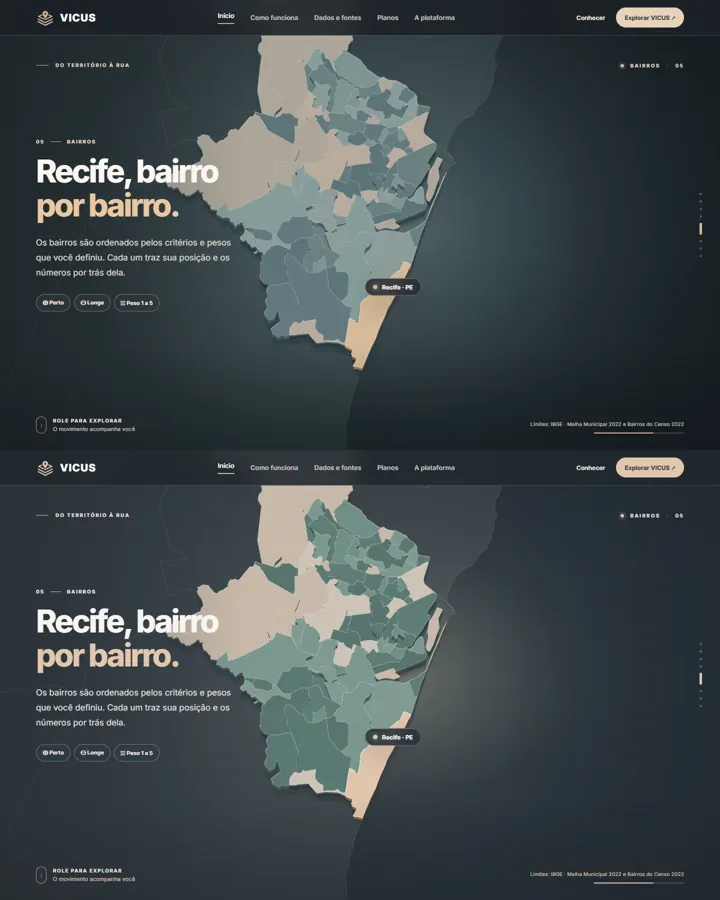 VICUS
Início
Como funciona
Dados e fontes
Planos
A plataforma
Conhecer
Explorar VICUS ↗
DO TERRITÓRIO À RUA
BAIRROS · 05
05 — BAIRROS
Recife, bairro
por bairro.
Os bairros são ordenados pelos critérios e pesos
que você definiu. Cada um traz sua posição e os
números por trás dela.
Perto
Longe
Peso 1 a 5
Recife · PE
ROLE PARA EXPLORAR
O movimento acompanha você
Limites: IBGE · Malha Municipal 2022 e Bairros do Censo 2022
VICUS
Início
Como funciona
Dados e fontes
Planos
A plataforma
Conhecer
Explorar VICUS ↗
DO TERRITÓRIO À RUA
BAIRROS · 05
05 — BAIRROS
Recife, bairro
por bairro.
Os bairros são ordenados pelos critérios e pesos
que você definiu. Cada um traz sua posição e os
números por trás dela.
Perto
Longe
Peso 1 a 5
Recife · PE
ROLE PARA EXPLORAR
O movimento acompanha você
Limites: IBGE · Malha Municipal 2022 e Bairros do Censo 2022